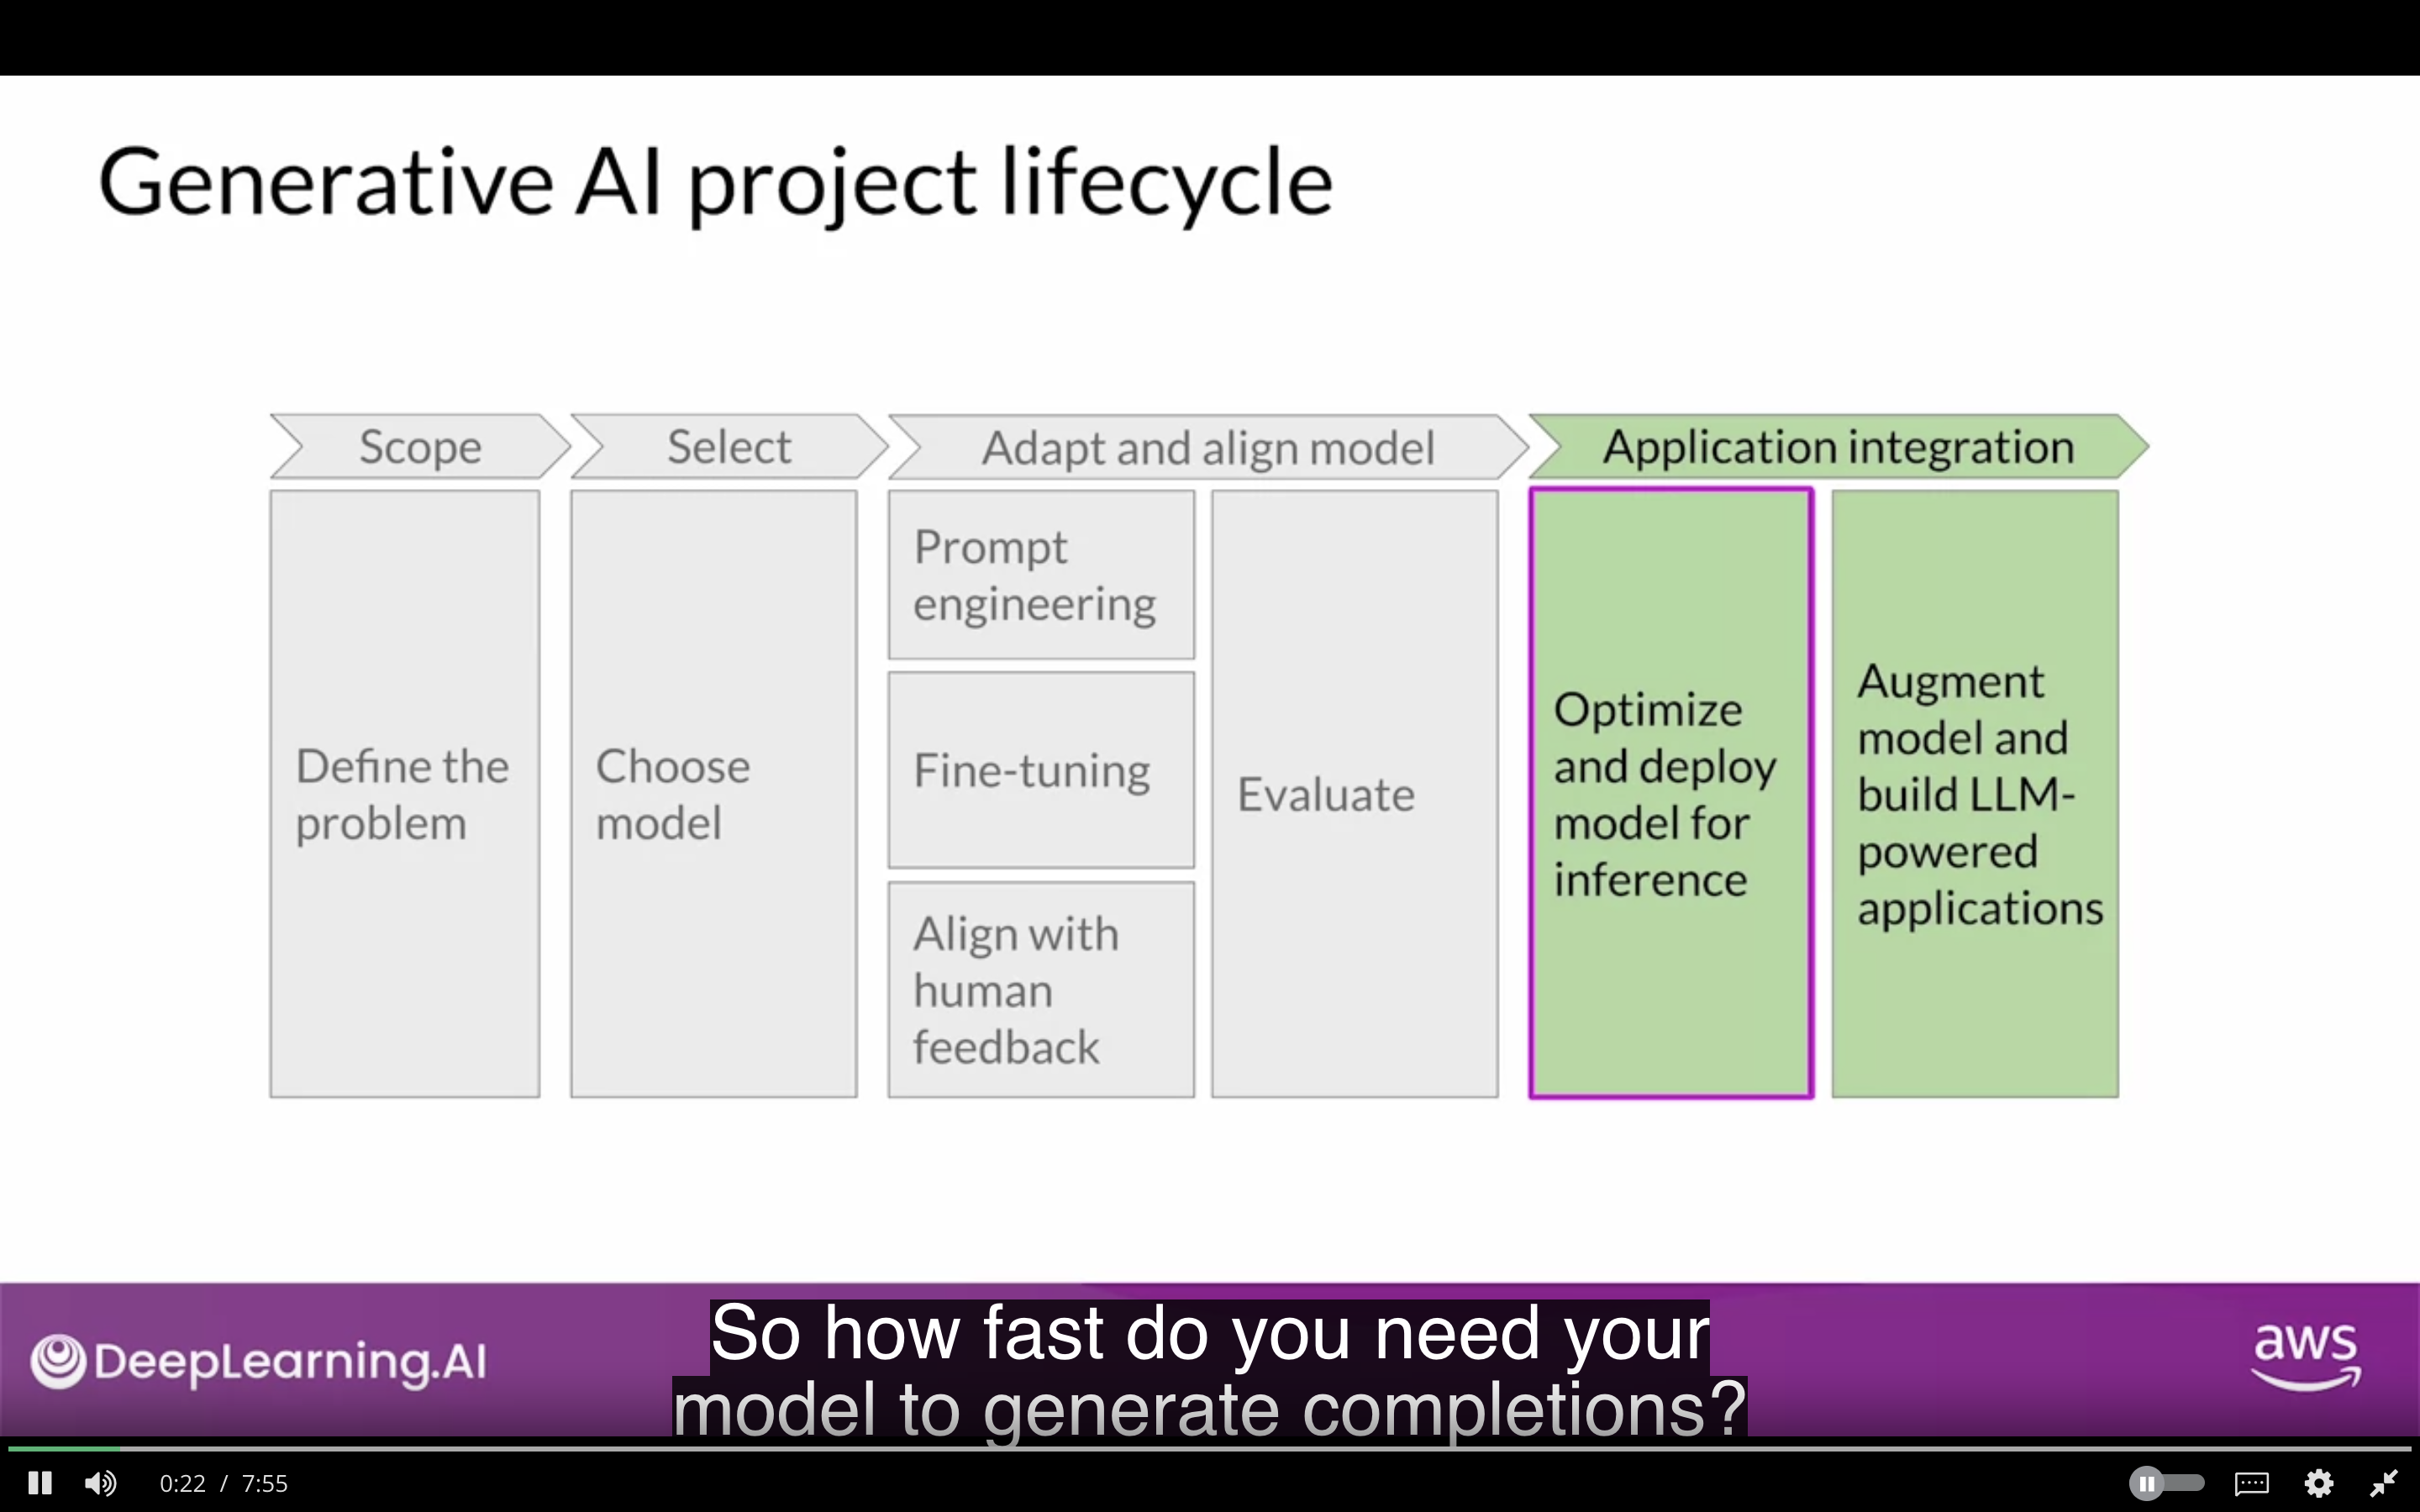 Generative AI project lifecycle
Scope
Select
Adapt and align model
Application integration
Define the
problem
Choose
model
Prompt
engineering
Fine-tuning
Align with
human
feedback
Evaluate
Optimize
and deploy
model for
inference
Augment
model and
build LLM-
powered
applications
DeepLearning.AI
So how fast do you need your
model to generate completions?
aws
0:22 / 7:55